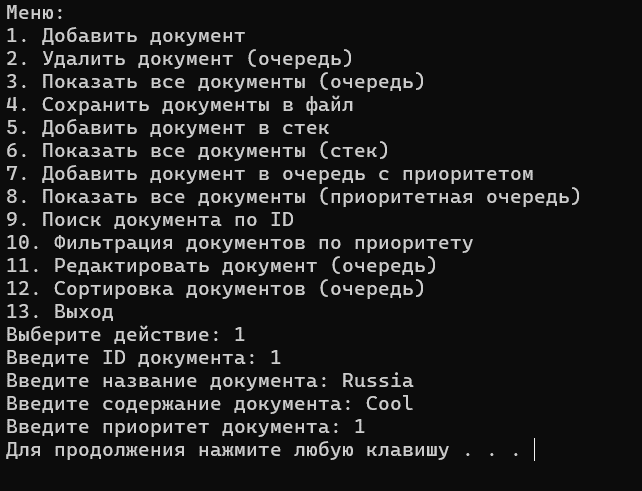 Меню:
1. Добавить документ
2. Удалить документ (очередь)
3. Показать все документы (очередь)
4. Сохранить документы в файл
5. Добавить документ в стек
6. Показать все документы (стек)
7. Добавить документ в очередь с приоритетом
8. Показать все документы (приоритетная очередь)
9. Поиск документа по ID
10. Фильтрация документов по приоритету
11. Редактировать документ (очередь)
12. Сортировка документов (очередь)
13. Выход
Выберите действие: 1
Введите ID документа: 1
Введите название документа: Russia
Введите содержание документа: Cool
Введите приоритет документа: 1
Для продолжения нажмите любую клавишу . . .